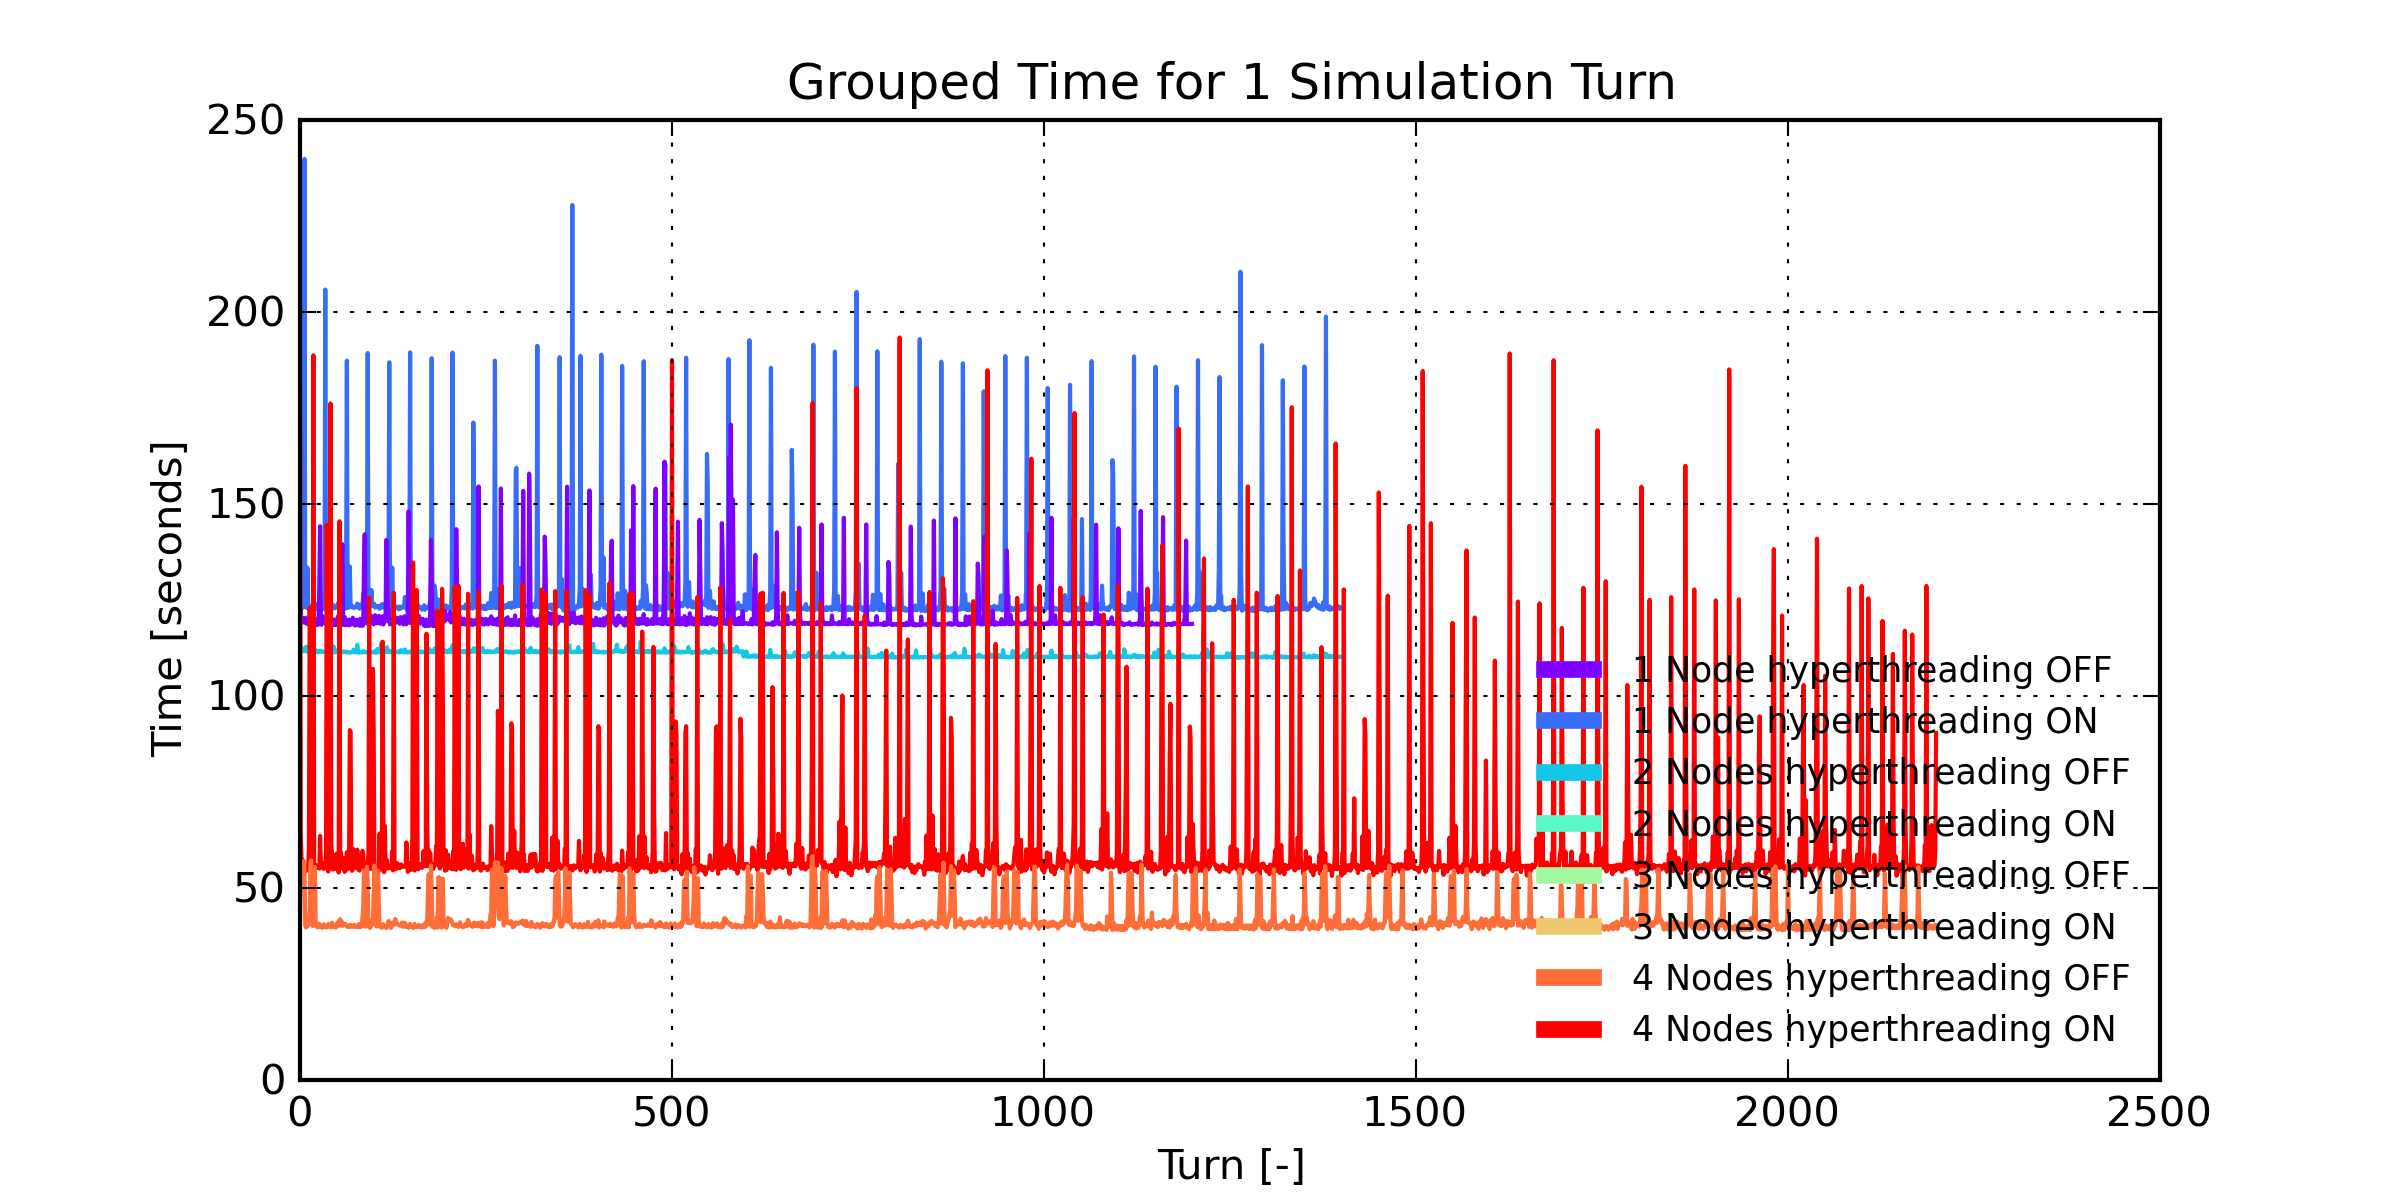 Grouped Time for 1 Simulation Turn
250
200
150
100
50
0
Time [seconds]
1 Node hyperthreading OFF
1 Node hyperthreading ON
2 Nodes hyperthreading OFF
2 Nodes hyperthreading ON
3 Nodes hyperthreading OFF
3 Nodes hyperthreading ON
4 Nodes hyperthreading OFF
4 Nodes hyperthreading ON
0 500 1000 1500 2000 2500
Turn [-]